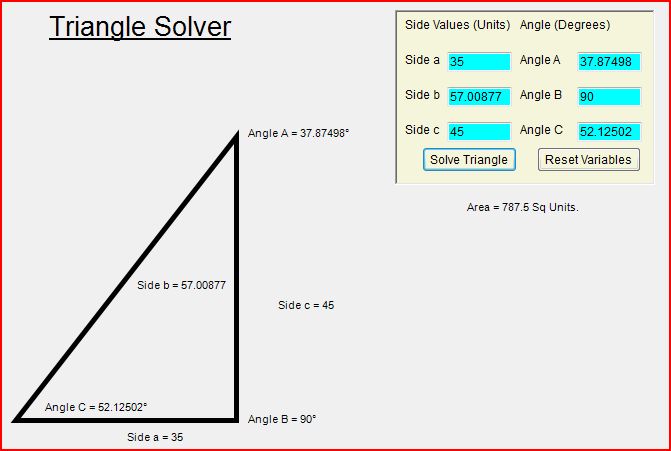 Triangle Solver
Side Values (Units) Angle (Degrees)
Side a 35 Angle A 37.87498
Side b 57.00877 Angle B 90
Side c 45 Angle C 52.12502
Solve Triangle Reset Variables
Area = 787.5 Sq Units.
Angle A = 37.87498°
Side b = 57.00877
Side c = 45
Angle C = 52.12502°
Angle B = 90°
Side a = 35